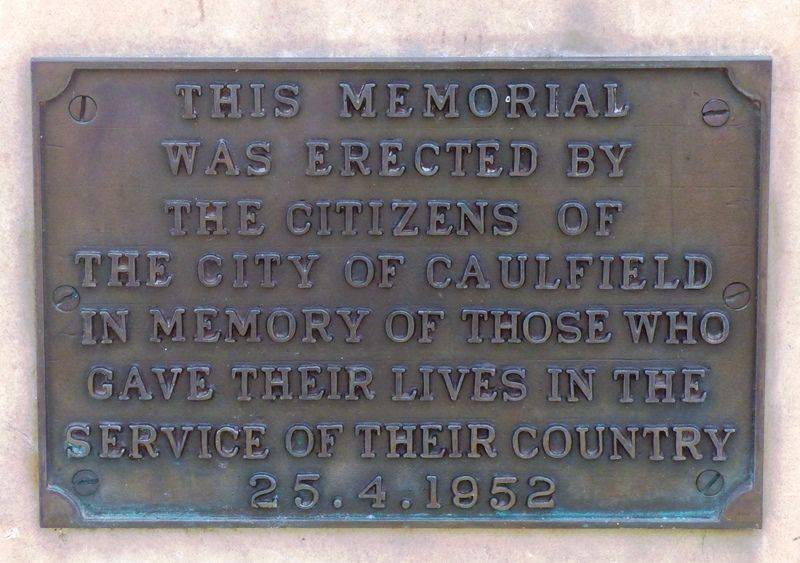 THIS MEMORIAL
WAS ERECTED BY
THE CITIZENS OF
THE CITY OF CAULFIELD
IN MEMORY OF THOSE WHO
GAVE THEIR LIVES IN THE
SERVICE OF THEIR COUNTRY
25.4.1952